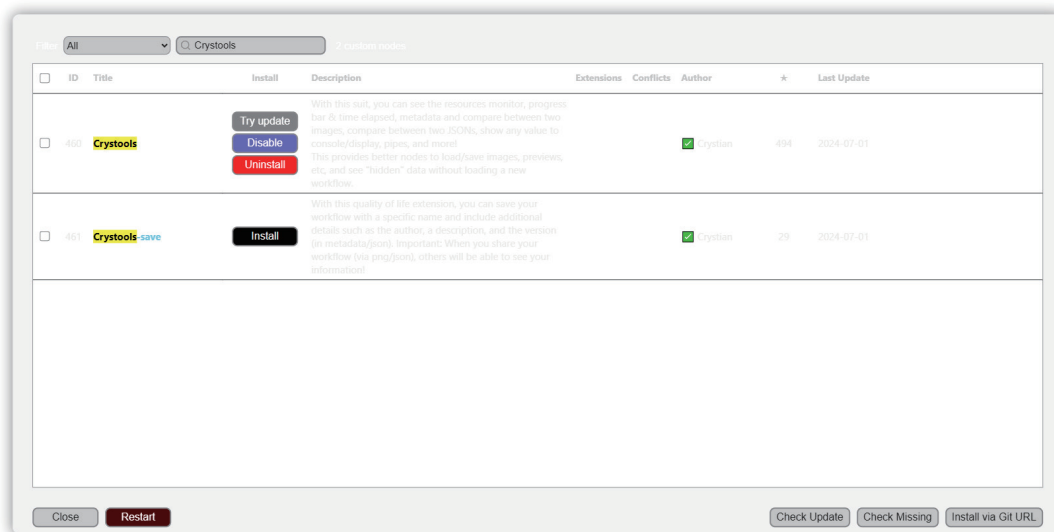 Filter All Crystools 2 custom nodes
ID Title Install Description Extensions Conflicts Author ★ Last Update
460 Crystools
Try update
Disable
Uninstall
With this suit, you can see the resources monitor, progress
bar & time elapsed, metadata and compare between two
images, compare between two JSONs, show any value to
console/display, pipes, and more!
This provides better nodes to load/save images, previews,
etc, and see "hidden" data without loading a new
workflow.
Crystian 494 2024-07-01
461 Crystools-save
Install
With this quality of life extension, you can save your
workflow with a specific name and include additional
details such as the author, a description, and the version
(in metadata/json). Important: When you share your
workflow (via png/json), others will be able to see your
information!
Crystian 29 2024-07-01
Close Restart Check Update Check Missing Install via Git URL